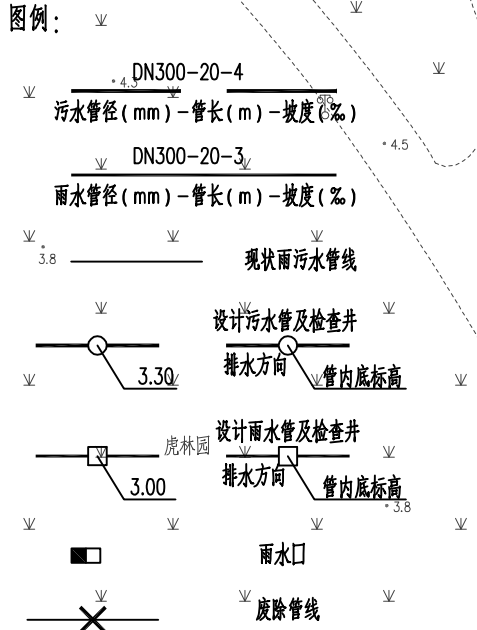 图例：
DN300-20-4
4.3
污水管径(mm)-管长(m)-坡度(‰)
4.5
DN300-20-3
雨水管径(mm)-管长(m)-坡度(‰)
3.8
现状雨污水管线
设计污水管及检查井
排水方向
3.30
管内底标高
设计雨水管及检查井
虎林园
排水方向
3.00
管内底标高
3.8
雨水口
废除管线